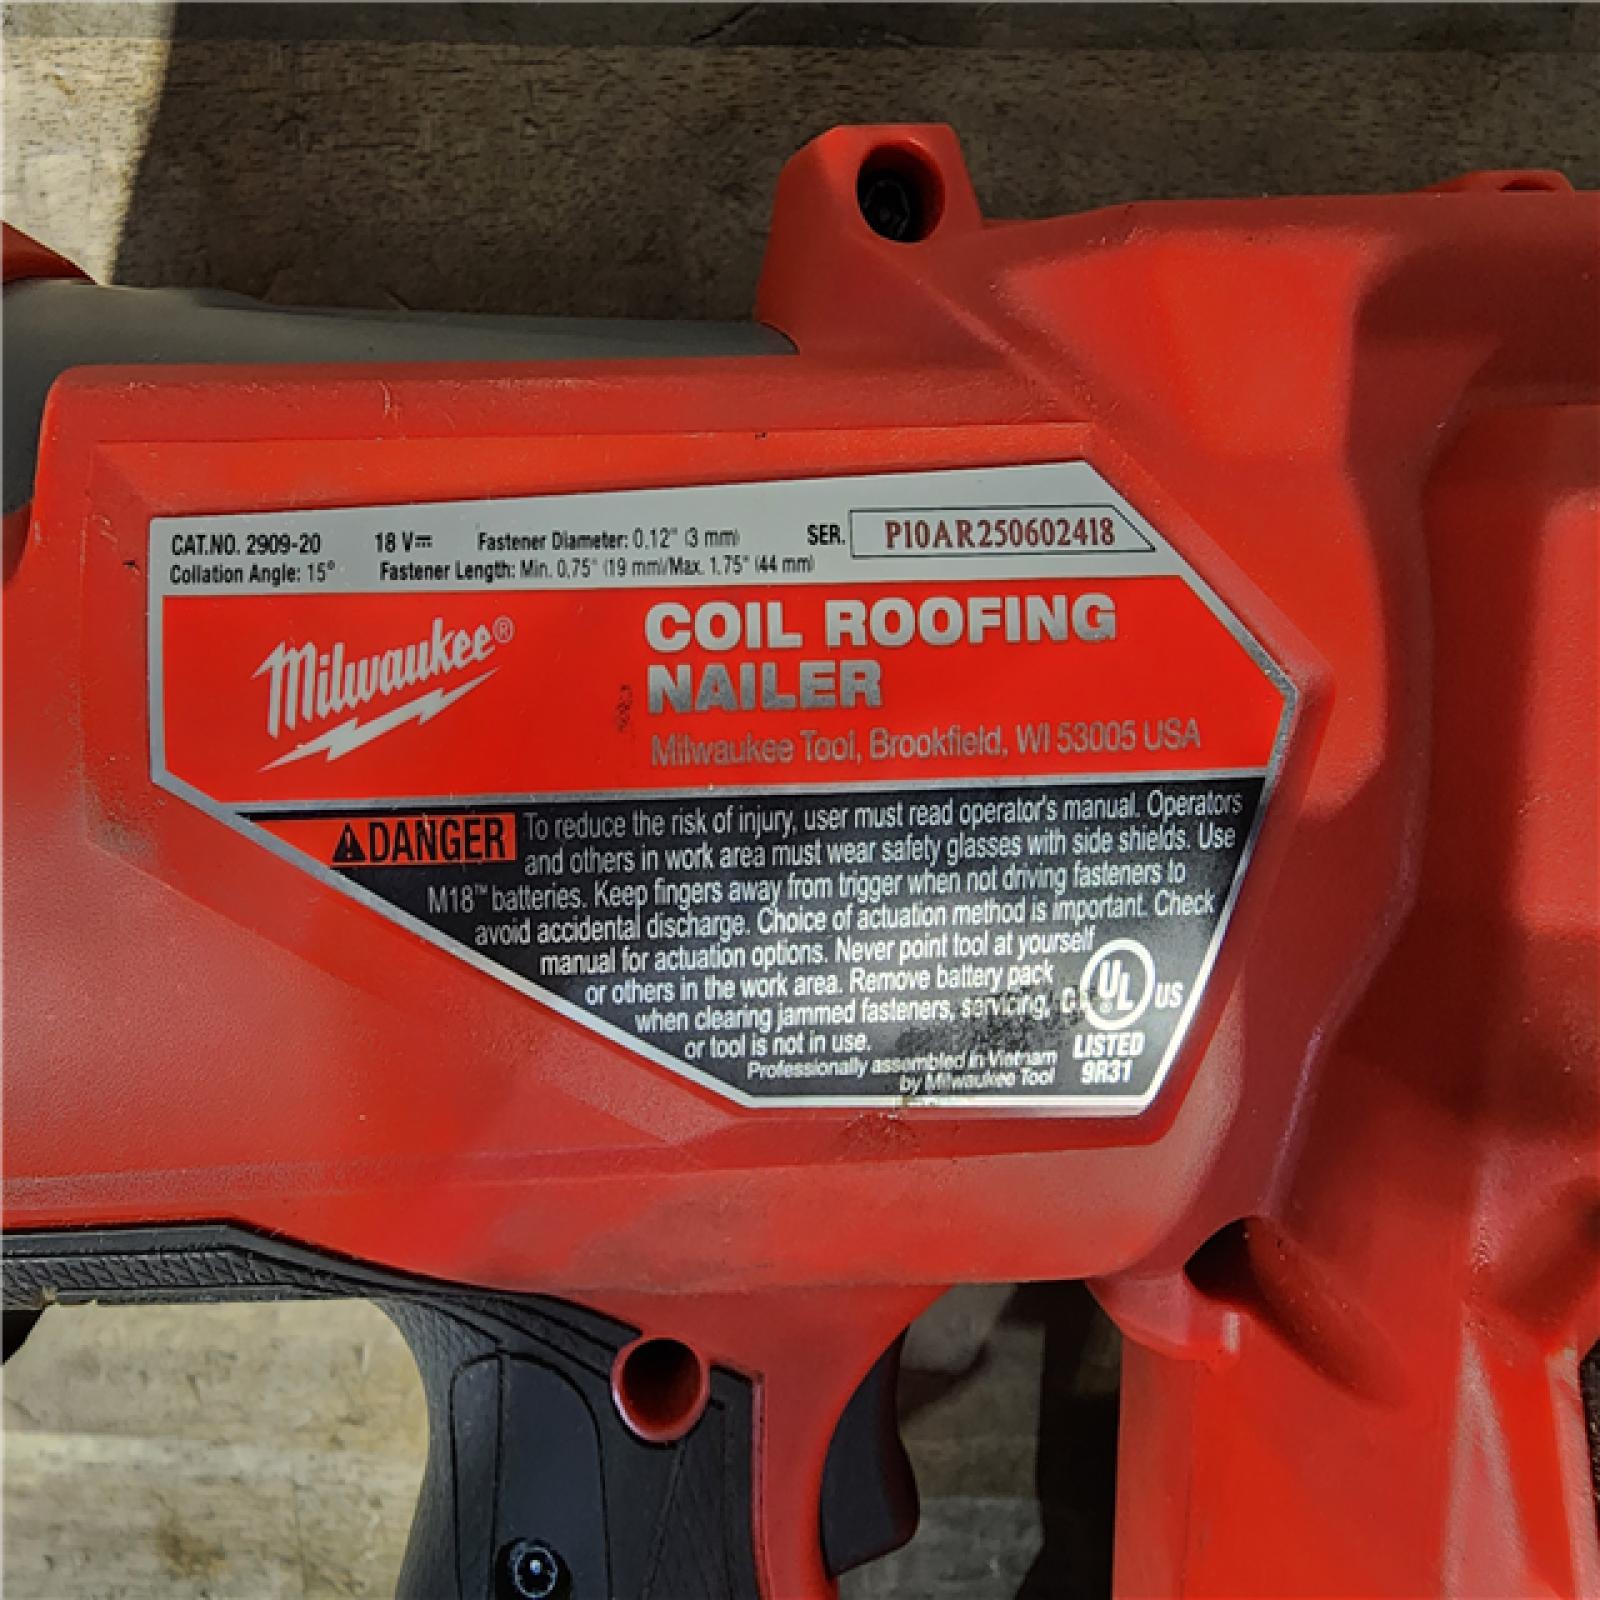 CAT.NO. 2909-20 18 V⎓ Fastener Diameter: 0.12" (3 mm) SER. P10AR250602418
Collation Angle: 15° Fastener Length: Min. 0.75" (19 mm)/Max. 1.75" (44 mm)
Milwaukee®
COIL ROOFING
NAILER
Milwaukee Tool, Brookfield, WI 53005 USA
⚠DANGER To reduce the risk of injury, user must read operator's manual. Operators
and others in work area must wear safety glasses with side shields. Use
M18™ batteries. Keep fingers away from trigger when not driving fasteners to
avoid accidental discharge. Choice of actuation method is important. Check
manual for actuation options. Never point tool at yourself
or others in the work area. Remove battery pack
when clearing jammed fasteners, servicing,
or tool is not in use.
C UL® US
LISTED
9R31
Professionally assembled in Vietnam
by Milwaukee Tool